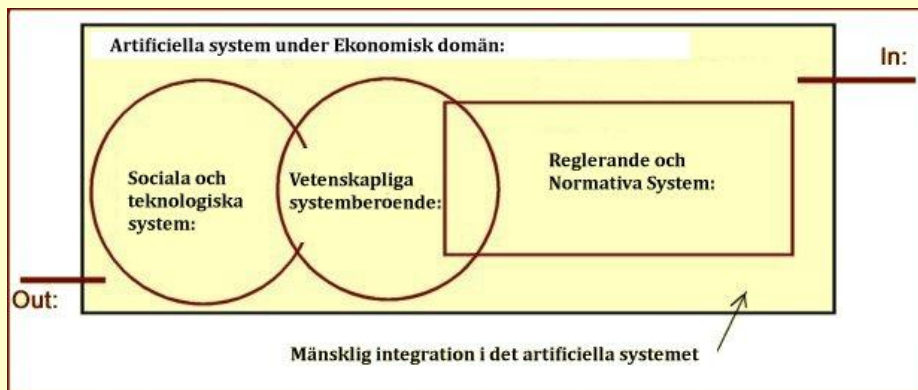 Artificiella system under Ekonomisk domän:
In:
Sociala och
teknologiska
system:
Vetenskapliga
systemberoende:
Reglerande och
Normativa System:
Out:
Mänsklig integration i det artificiella systemet